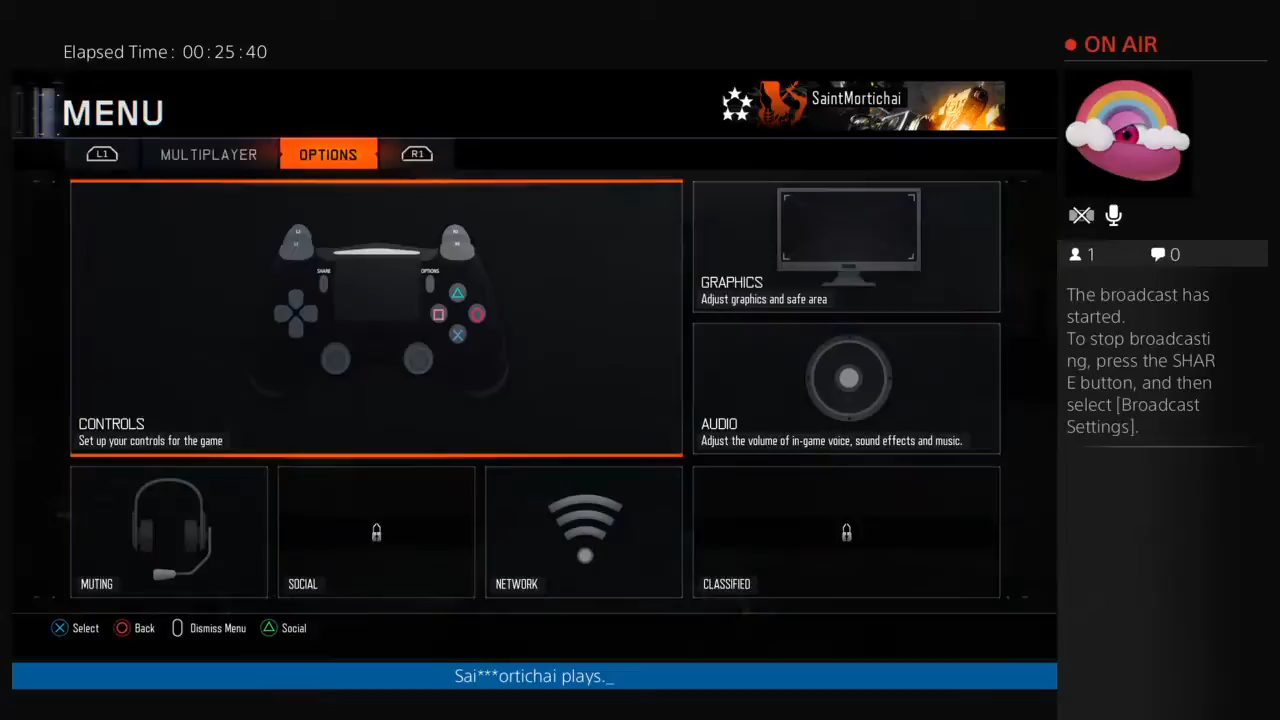 Elapsed Time: 00:25:40
ON AIR
MENU
SaintMortichai
L1
MULTIPLAYER
OPTIONS
R1
1
0
SHARE
OPTIONS
GRAPHICS
Adjust graphics and safe area
The broadcast has
started.
To stop broadcasti
ng, press the SHAR
E button, and then
select [Broadcast
Settings].
CONTROLS
Set up your controls for the game
AUDIO
Adjust the volume of in-game voice, sound effects and music.
MUTING
SOCIAL
NETWORK
CLASSIFIED
Select
Back
Dismiss Menu
Social
Sai***ortichai plays._